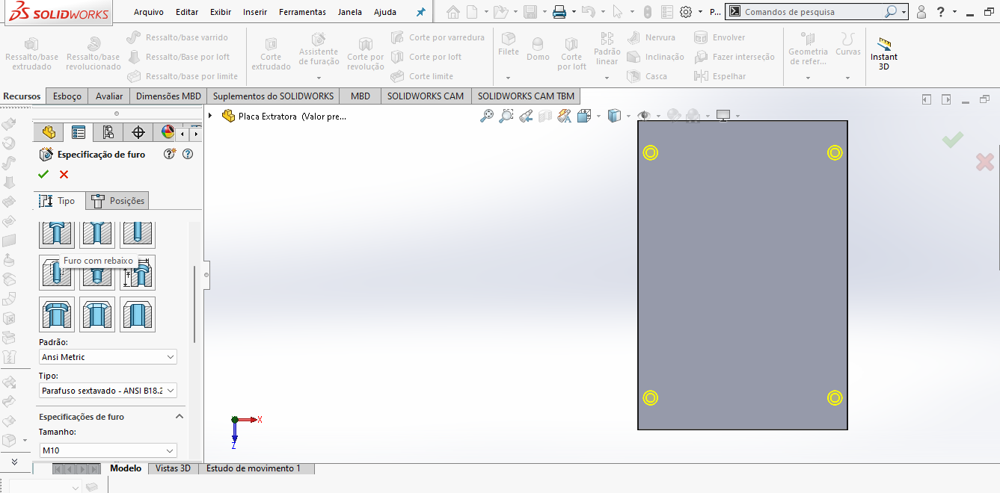 SOLIDWORKS Arquivo Editar Exibir Inserir Ferramentas Janela Ajuda P... Comandos de pesquisa ?
Ressalto/base extrudado
Ressalto/base revolucionado
Ressalto/base varrido
Ressalto/Base por loft
Ressalto/base por limite
Corte extrudado
Assistente de furação
Corte por revolução
Corte por varredura
Corte por loft
Corte limite
Filete
Domo
Corte por loft
Padrão linear
Nervura
Inclinação
Casca
Envolver
Fazer interseção
Espelhar
Geometria de refer...
Curvas
Instant 3D
Recursos Esboço Avaliar Dimensões MBD Suplementos do SOLIDWORKS MBD SOLIDWORKS CAM SOLIDWORKS CAM TBM
Placa Extratora (Valor pre...
Especificação de furo
Tipo Posições
Furo com rebaixo
Padrão:
Ansi Metric
Tipo:
Parafuso sextavado - ANSI B18.2
Especificações de furo
Tamanho:
M10
X
Z
Modelo Vistas 3D Estudo de movimento 1